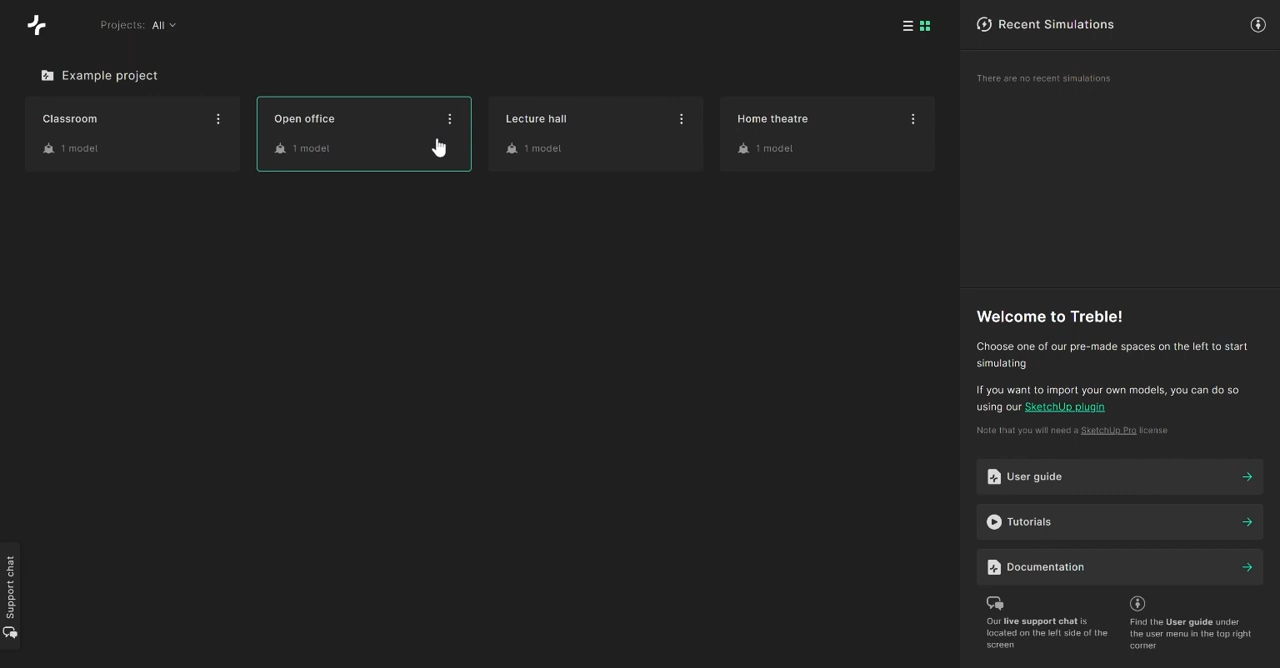 Projects: All
Example project
Classroom
1 model
Open office
1 model
Lecture hall
1 model
Home theatre
1 model
Support chat
Recent Simulations
There are no recent simulations
Welcome to Treble!
Choose one of our pre-made spaces on the left to start
simulating
If you want to import your own models, you can do so
using our SketchUp plugin
Note that you will need a SketchUp Pro license
User guide
Tutorials
Documentation
Our live support chat is
located on the left side of the
screen
Find the User guide under
the user menu in the top right
corner